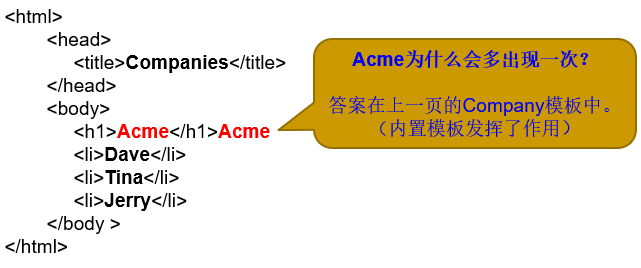 <html>
<head>
<title>Companies</title>
</head>
<body>
<h1>Acme</h1>Acme
<li>Dave</li>
<li>Tina</li>
<li>Jerry</li>
</body >
</html>
Acme为什么会多出现一次？
答案在上一页的Company模板中。
（内置模板发挥了作用）